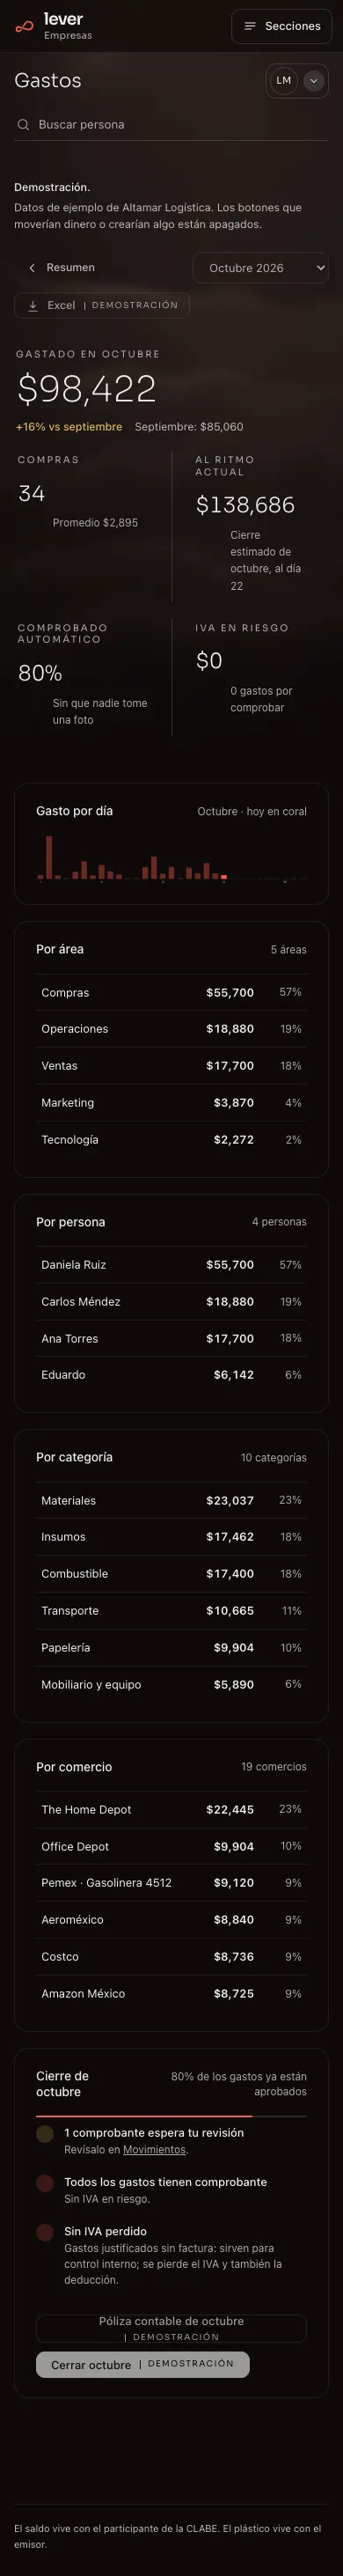 lever
Empresas
Secciones
Gastos
LM
Buscar persona
Demostración.
Datos de ejemplo de Altamar Logística. Los botones que
moverían dinero o crearían algo están apagados.
Resumen
Octubre 2026
Excel | DEMOSTRACIÓN
GASTADO EN OCTUBRE
$98,422
+16% vs septiembre Septiembre: $85,060
COMPRAS
34
Promedio $2,895
AL RITMO
ACTUAL
$138,686
Cierre
estimado de
octubre, al día
22
COMPROBADO
AUTOMÁTICO
80%
Sin que nadie tome
una foto
IVA EN RIESGO
$0
0 gastos por
comprobar
Gasto por día
Octubre · hoy en coral
Por área
5 áreas
Compras $55,700 57%
Operaciones $18,880 19%
Ventas $17,700 18%
Marketing $3,870 4%
Tecnología $2,272 2%
Por persona
4 personas
Daniela Ruiz $55,700 57%
Carlos Méndez $18,880 19%
Ana Torres $17,700 18%
Eduardo $6,142 6%
Por categoría
10 categorías
Materiales $23,037 23%
Insumos $17,462 18%
Combustible $17,400 18%
Transporte $10,665 11%
Papelería $9,904 10%
Mobiliario y equipo $5,890 6%
Por comercio
19 comercios
The Home Depot $22,445 23%
Office Depot $9,904 10%
Pemex · Gasolinera 4512 $9,120 9%
Aeroméxico $8,840 9%
Costco $8,736 9%
Amazon México $8,725 9%
Cierre de
octubre
80% de los gastos ya están
aprobados
1 comprobante espera tu revisión
Revísalo en Movimientos.
Todos los gastos tienen comprobante
Sin IVA en riesgo.
Sin IVA perdido
Gastos justificados sin factura: sirven para
control interno; se pierde el IVA y también la
deducción.
Póliza contable de octubre
| DEMOSTRACIÓN
Cerrar octubre | DEMOSTRACIÓN
El saldo vive con el participante de la CLABE. El plástico vive con el
emisor.